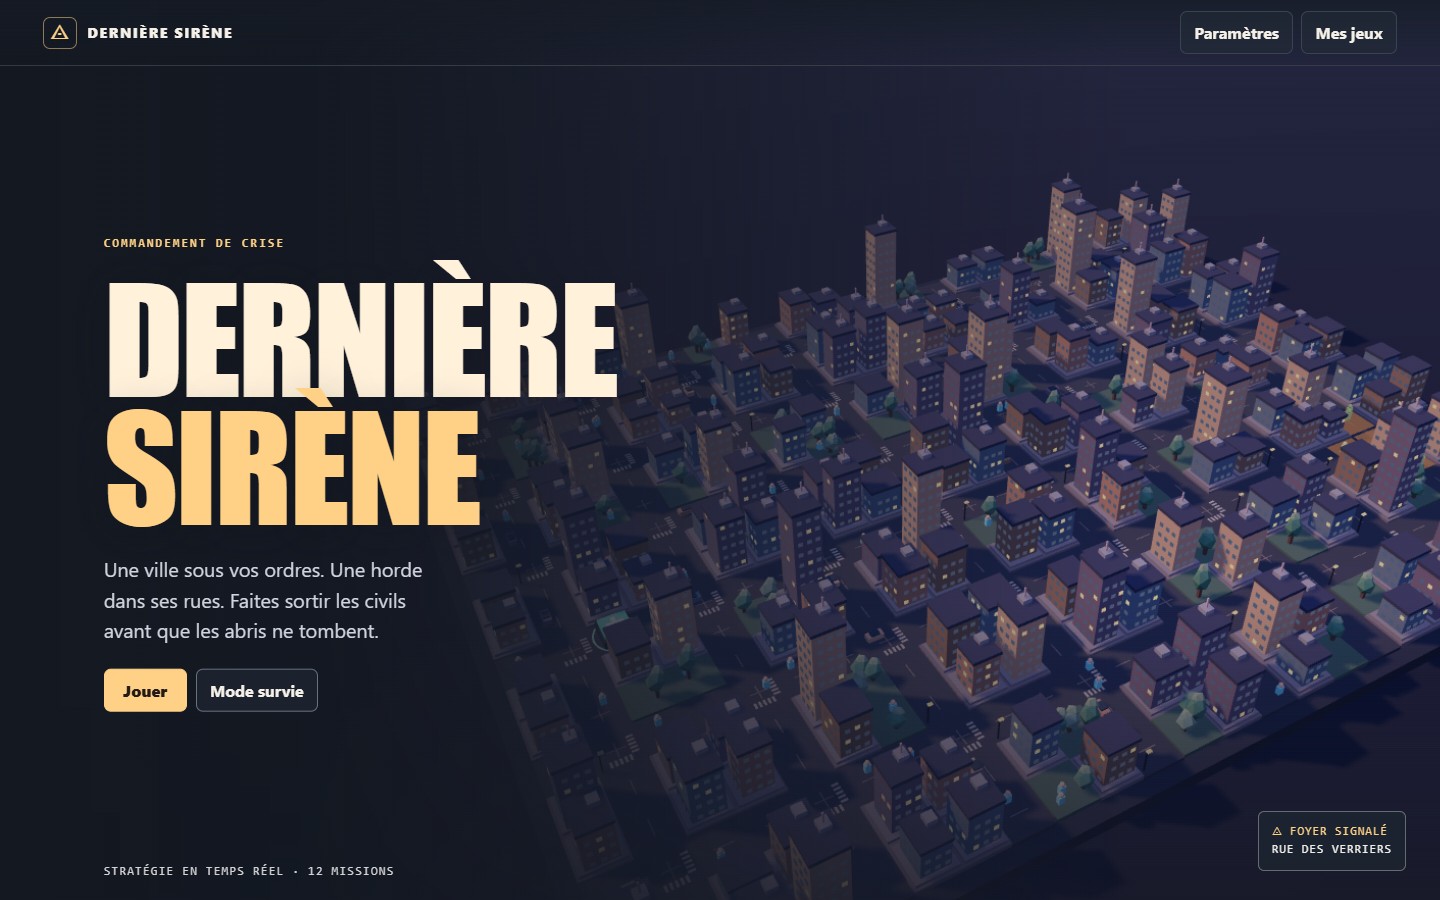 DERNIÈRE SIRÈNE
Paramètres
Mes jeux
COMMANDEMENT DE CRISE
DERNIÈRE
SIRÈNE
Une ville sous vos ordres. Une horde
dans ses rues. Faites sortir les civils
avant que les abris ne tombent.
Jouer
Mode survie
STRATÉGIE EN TEMPS RÉEL · 12 MISSIONS
FOYER SIGNALÉ
RUE DES VERRIERS